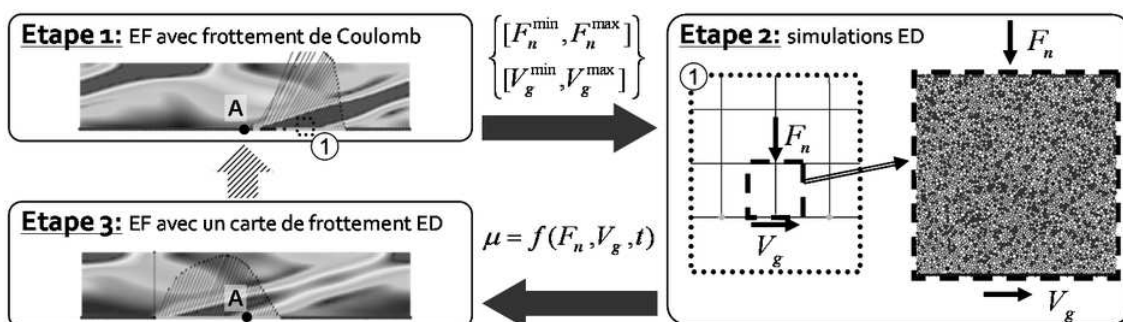 Etape 1: EF avec frottement de Coulomb
A
1
{[F_n^min, F_n^max]
[V_g^min, V_g^max]}
Etape 2: simulations ED
1
F_n
V_g
F_n
V_g
Etape 3: EF avec un carte de frottement ED
A
μ = f(F_n, V_g, t)